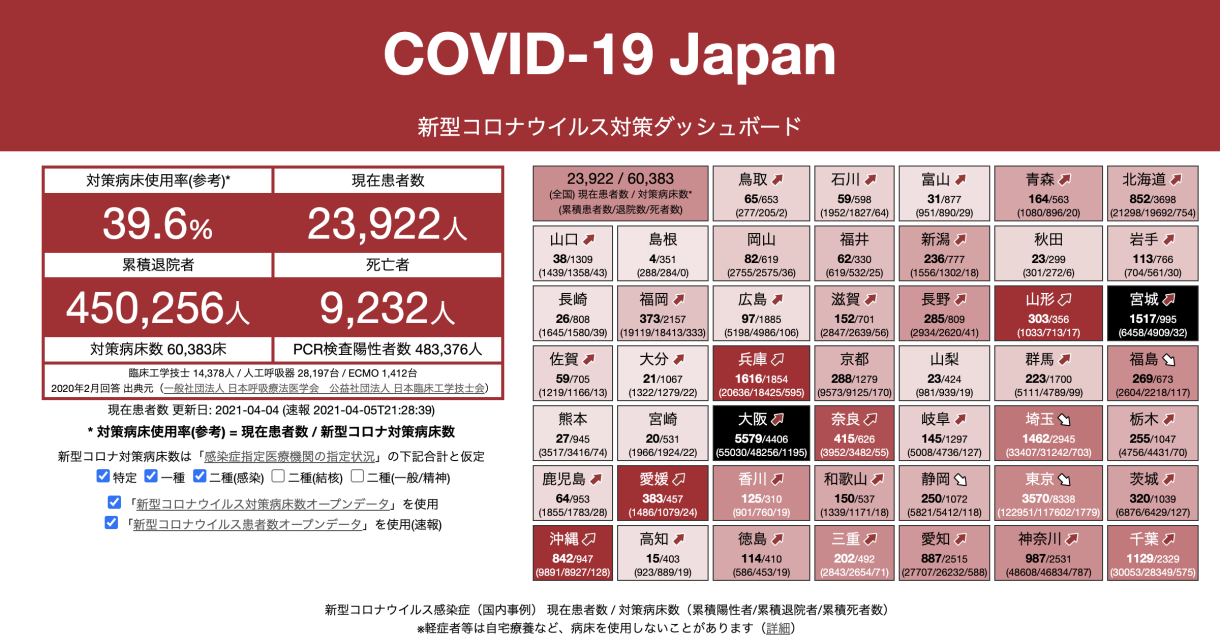 COVID-19 Japan
新型コロナウイルス対策ダッシュボード
対策病床使用率(参考)*
現在患者数
39.6%
23,922人
累積退院者
死亡者
450,256人
9,232人
対策病床数 60,383床
PCR検査陽性者数 483,376人
臨床工学技士 14,378人 / 人工呼吸器 28,197台 / ECMO 1,412台
2020年2月回答 出典元（一般社団法人 日本呼吸療法医学会　公益社団法人 日本臨床工学技士会）
現在患者数 更新日: 2021-04-04 (速報 2021-04-05T21:28:39)
* 対策病床使用率(参考) = 現在患者数 / 新型コロナ対策病床数
新型コロナ対策病床数は「感染症指定医療機関の指定状況」の下記合計と仮定
特定 一種 二種(感染) 二種(結核) 二種(一般/精神)
「新型コロナウイルス対策病床数オープンデータ」を使用
「新型コロナウイルス患者数オープンデータ」を使用(速報)
23,922 / 60,383
(全国) 現在患者数 / 対策病床数*
(累積患者数/退院数/死者数)
鳥取
65/653
(277/205/2)
石川
59/598
(1952/1827/64)
富山
31/877
(951/890/29)
青森
164/563
(1080/896/20)
北海道
852/3698
(21298/19692/754)
山口
38/1309
(1439/1358/43)
島根
4/351
(288/284/0)
岡山
82/619
(2755/2575/36)
福井
62/330
(619/532/25)
新潟
236/777
(1556/1302/18)
秋田
23/299
(301/272/6)
岩手
113/766
(704/561/30)
長崎
26/808
(1645/1580/39)
福岡
373/2157
(19119/18413/333)
広島
97/1885
(5198/4986/106)
滋賀
152/701
(2847/2639/56)
長野
285/809
(2934/2620/41)
山形
303/356
(1033/713/17)
宮城
1517/995
(6458/4909/32)
佐賀
59/705
(1219/1166/13)
大分
21/1067
(1322/1279/22)
兵庫
1616/1854
(20636/18425/595)
京都
288/1279
(9573/9125/170)
山梨
23/424
(981/939/19)
群馬
223/1700
(5111/4789/99)
福島
269/673
(2604/2218/117)
熊本
27/945
(3517/3416/74)
宮崎
20/531
(1966/1924/22)
大阪
5579/4406
(55030/48256/1195)
奈良
415/626
(3952/3482/55)
岐阜
145/1297
(5008/4736/127)
埼玉
1462/2945
(33407/31242/703)
栃木
255/1047
(4756/4431/70)
鹿児島
64/953
(1855/1783/28)
愛媛
383/457
(1486/1079/24)
香川
125/310
(901/760/19)
和歌山
150/537
(1339/1171/18)
静岡
250/1072
(5821/5412/118)
東京
3570/8338
(122951/117602/1779)
茨城
320/1039
(6876/6429/127)
沖縄
842/947
(9891/8927/128)
高知
15/403
(923/889/19)
徳島
114/410
(586/453/19)
三重
202/492
(2843/2654/71)
愛知
887/2515
(27707/26232/588)
神奈川
987/2531
(48608/46834/787)
千葉
1129/2329
(30053/28349/575)
新型コロナウイルス感染症（国内事例） 現在患者数 / 対策病床数（累積陽性者/累積退院者/累積死者数）
※軽症者等は自宅療養など、病床を使用しないことがあります（詳細）